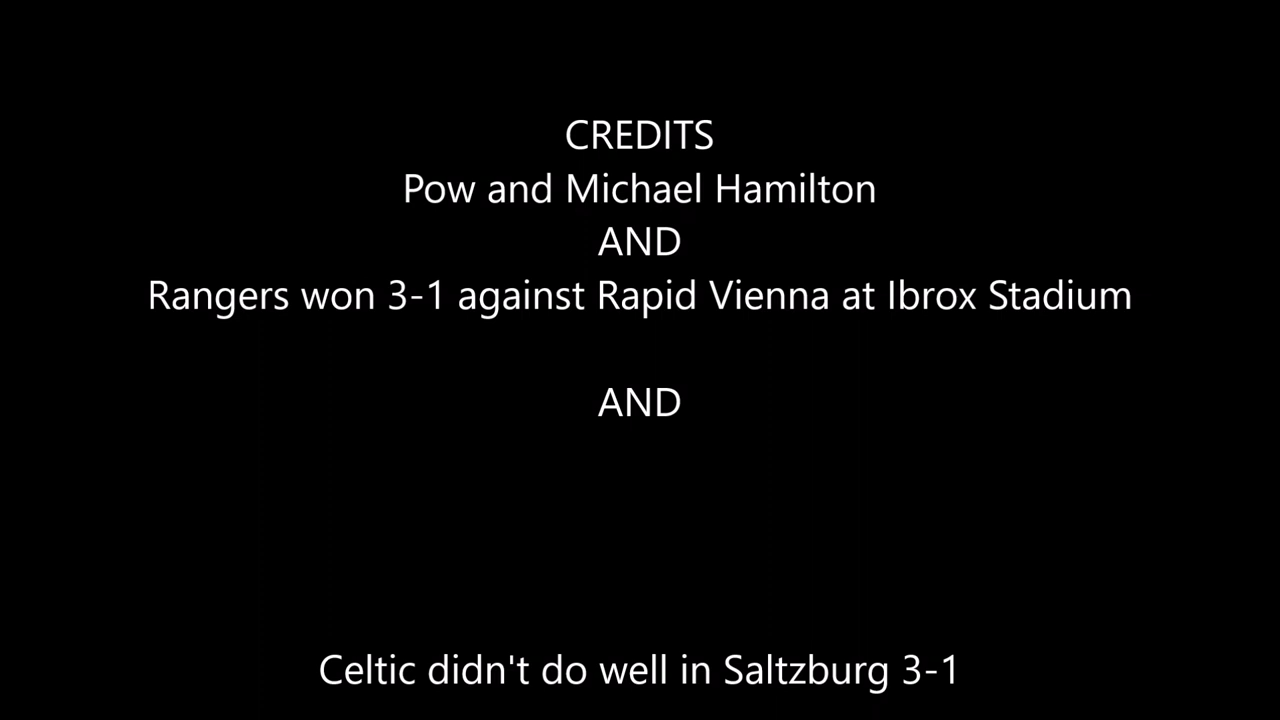 CREDITS
Pow and Michael Hamilton
AND
Rangers won 3-1 against Rapid Vienna at Ibrox Stadium
AND
Celtic didn't do well in Saltzburg 3-1